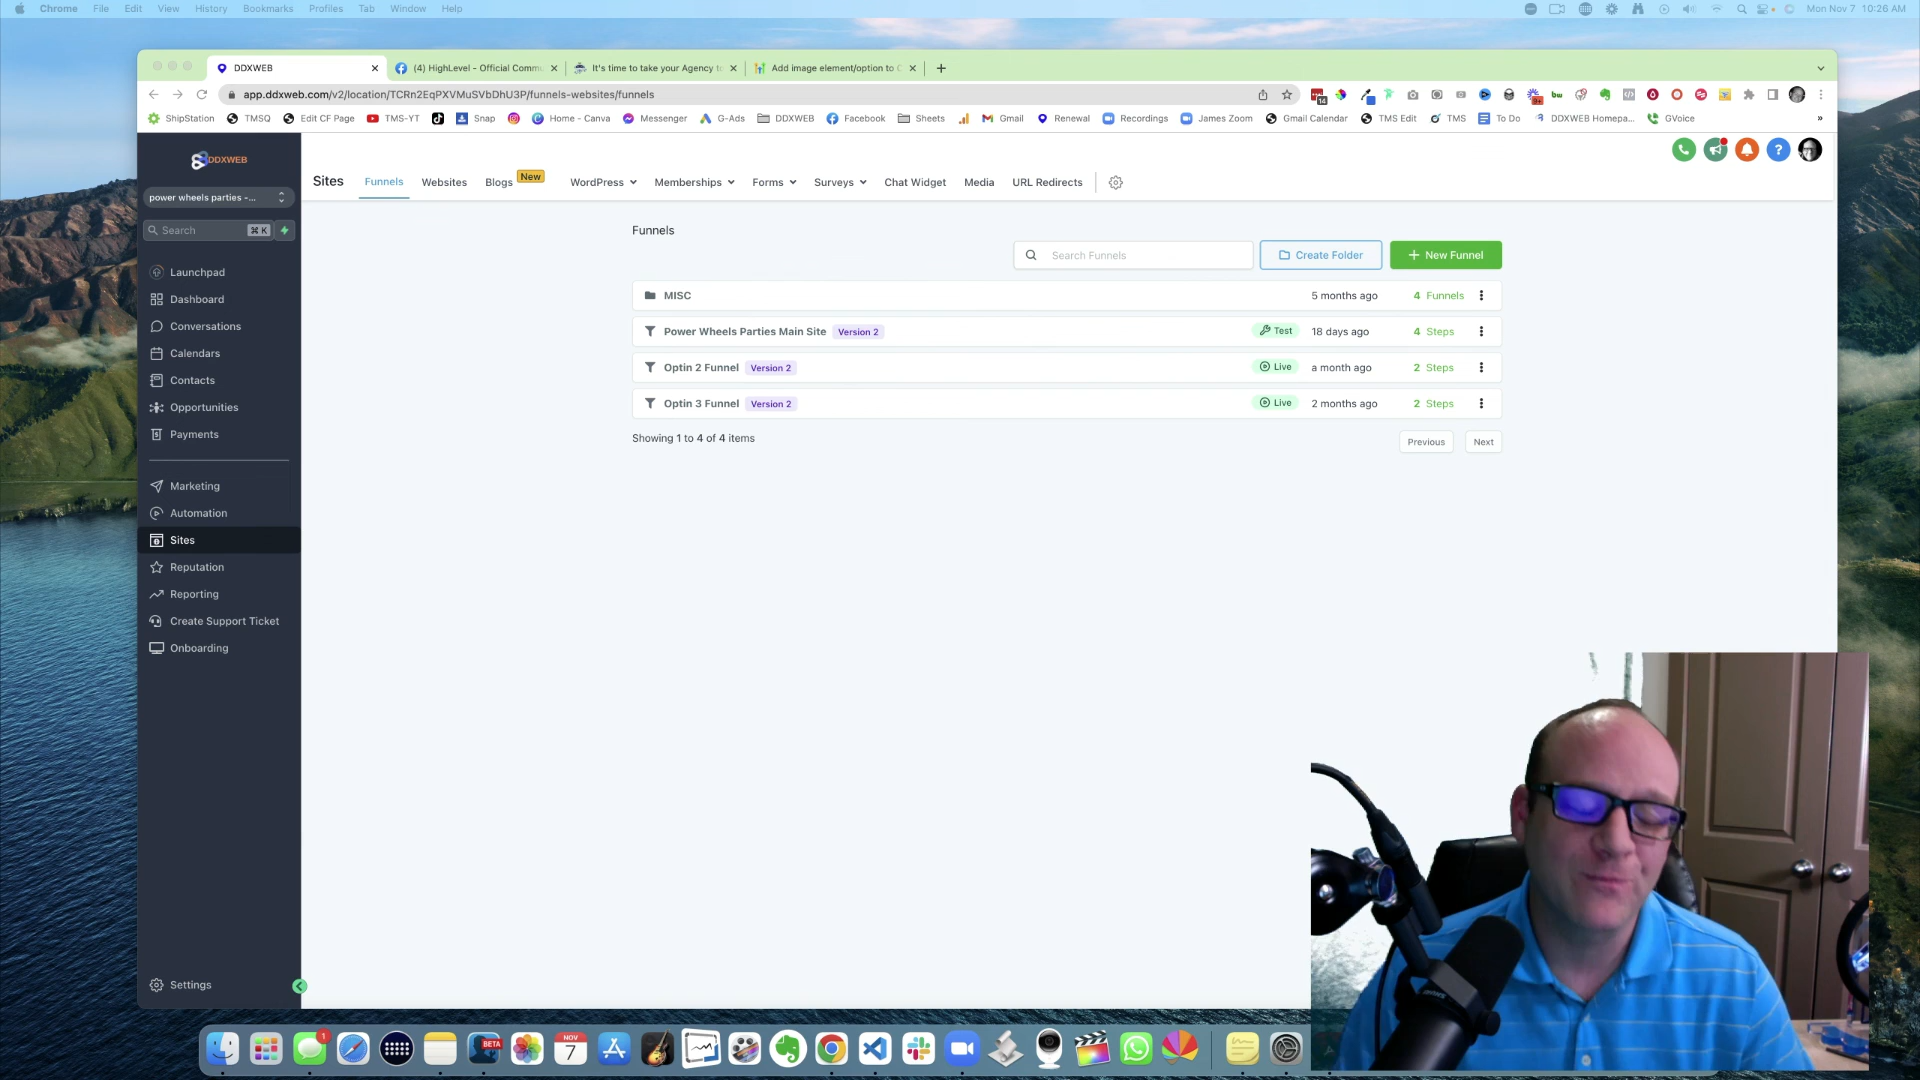 Chrome File Edit View History Bookmarks Profiles Tab Window Help
Mon Nov 7 10:26 AM
DDXWEB
(4) HighLevel - Official Commu
It's time to take your Agency to
Add image element/option to C
app.ddxweb.com/v2/location/TCRn2EqPXVMuSVbDhU3P/funnels-websites/funnels
14
9+
ShipStation TMSQ Edit CF Page TMS-YT Snap Home - Canva Messenger G-Ads DDXWEB Facebook Sheets Gmail Renewal Recordings James Zoom Gmail Calendar TMS Edit TMS To Do DDXWEB Homepa... GVoice »
DDXWEB
power wheels parties -...
Search ⌘ K
Launchpad
Dashboard
Conversations
Calendars
Contacts
Opportunities
Payments
Marketing
Automation
Sites
Reputation
Reporting
Create Support Ticket
Onboarding
Settings
Sites Funnels Websites Blogs New WordPress Memberships Forms Surveys Chat Widget Media URL Redirects
Funnels
Search Funnels Create Folder + New Funnel
MISC 5 months ago 4 Funnels
Power Wheels Parties Main Site Version 2 Test 18 days ago 4 Steps
Optin 2 Funnel Version 2 Live a month ago 2 Steps
Optin 3 Funnel Version 2 Live 2 months ago 2 Steps
Showing 1 to 4 of 4 items
Previous Next
1
BETA
NOV
7